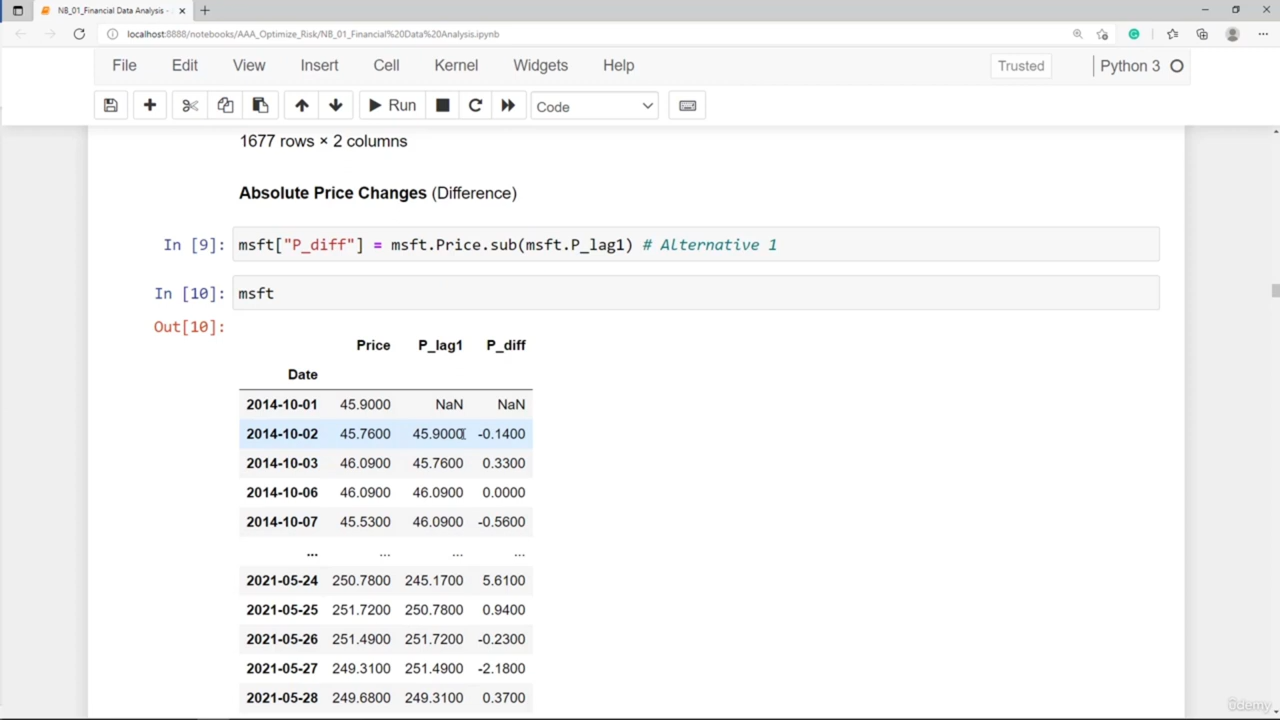 NB_01_Financial Data Analysis -
localhost:8888/notebooks/AAA_Optimize_Risk/NB_01_Financial%20Data%20Analysis.ipynb
File Edit View Insert Cell Kernel Widgets Help Trusted Python 3
Run Code
1677 rows × 2 columns
Absolute Price Changes (Difference)
In [9]: msft["P_diff"] = msft.Price.sub(msft.P_lag1) # Alternative 1
In [10]: msft
Out[10]:
Price P_lag1 P_diff
Date
2014-10-01 45.9000 NaN NaN
2014-10-02 45.7600 45.9000 -0.1400
2014-10-03 46.0900 45.7600 0.3300
2014-10-06 46.0900 46.0900 0.0000
2014-10-07 45.5300 46.0900 -0.5600
... ... ... ...
2021-05-24 250.7800 245.1700 5.6100
2021-05-25 251.7200 250.7800 0.9400
2021-05-26 251.4900 251.7200 -0.2300
2021-05-27 249.3100 251.4900 -2.1800
2021-05-28 249.6800 249.3100 0.3700
ûdemy